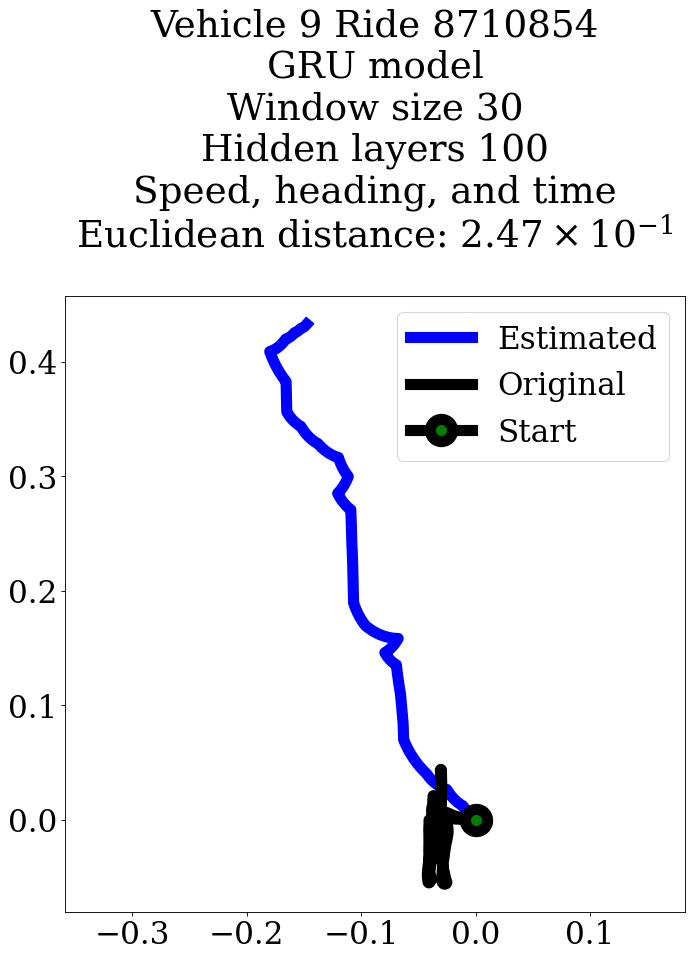 Vehicle 9 Ride 8710854
GRU model
Window size 30
Hidden layers 100
Speed, heading, and time
Euclidean distance: 2.47 × 10⁻¹
Estimated
Original
Start
0.4
0.3
0.2
0.1
0.0
−0.3
−0.2
−0.1
0.0
0.1